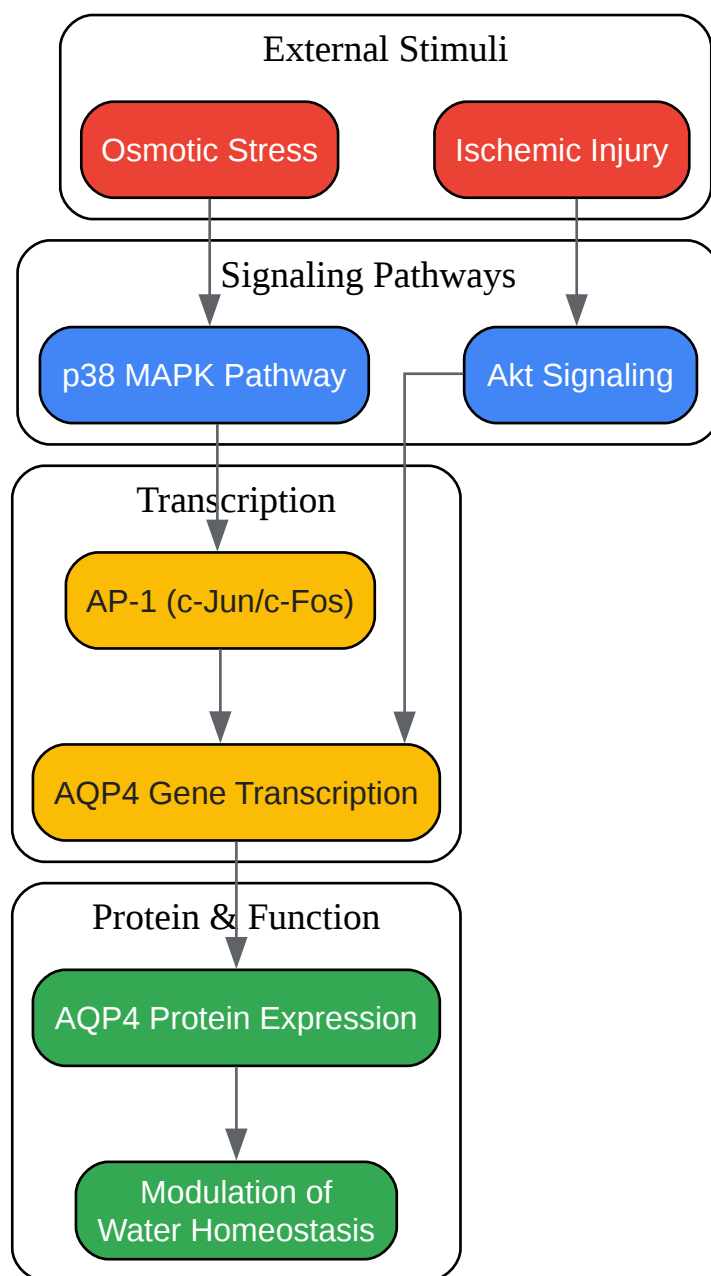 External Stimuli
Osmotic Stress
Ischemic Injury
Signaling Pathways
p38 MAPK Pathway
Akt Signaling
Transcription
AP-1 (c-Jun/c-Fos)
AQP4 Gene Transcription
Protein & Function
AQP4 Protein Expression
Modulation of
Water Homeostasis